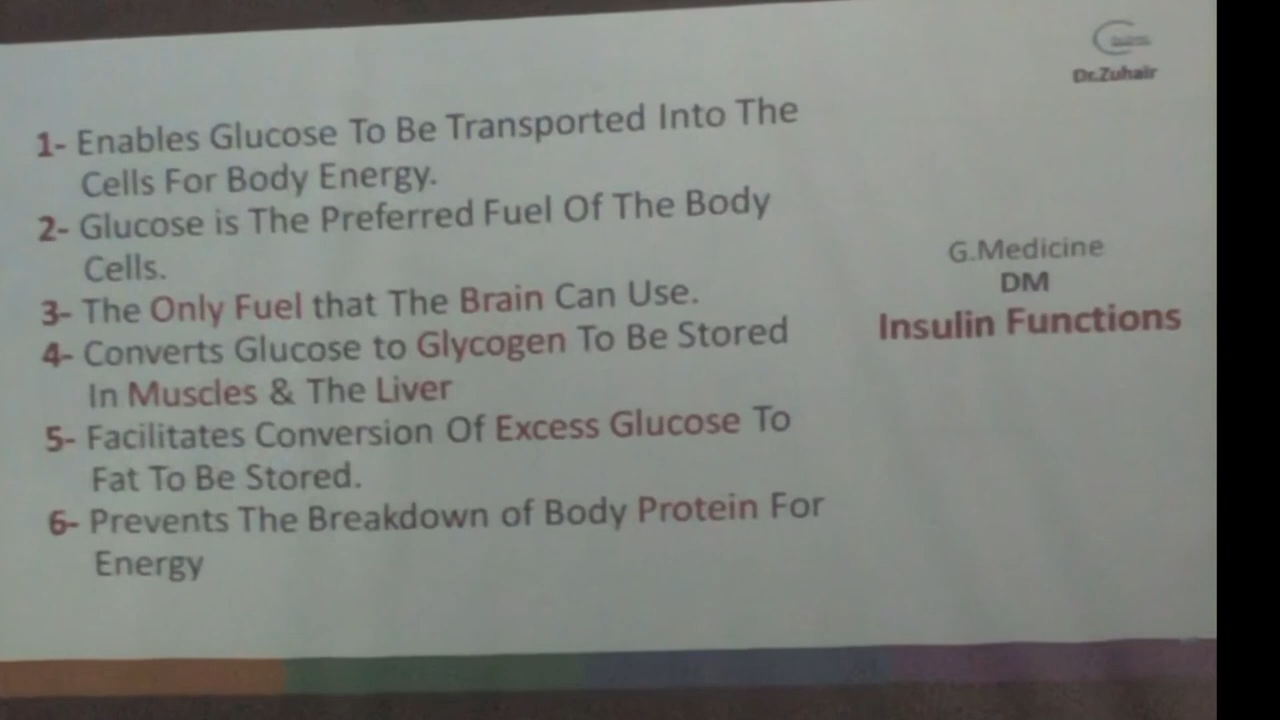 Dr.Zuhair
1- Enables Glucose To Be Transported Into The
Cells For Body Energy.
2- Glucose is The Preferred Fuel Of The Body
Cells.
3- The Only Fuel that The Brain Can Use.
4- Converts Glucose to Glycogen To Be Stored
In Muscles & The Liver
5- Facilitates Conversion Of Excess Glucose To
Fat To Be Stored.
6- Prevents The Breakdown of Body Protein For
Energy
G.Medicine
DM
Insulin Functions